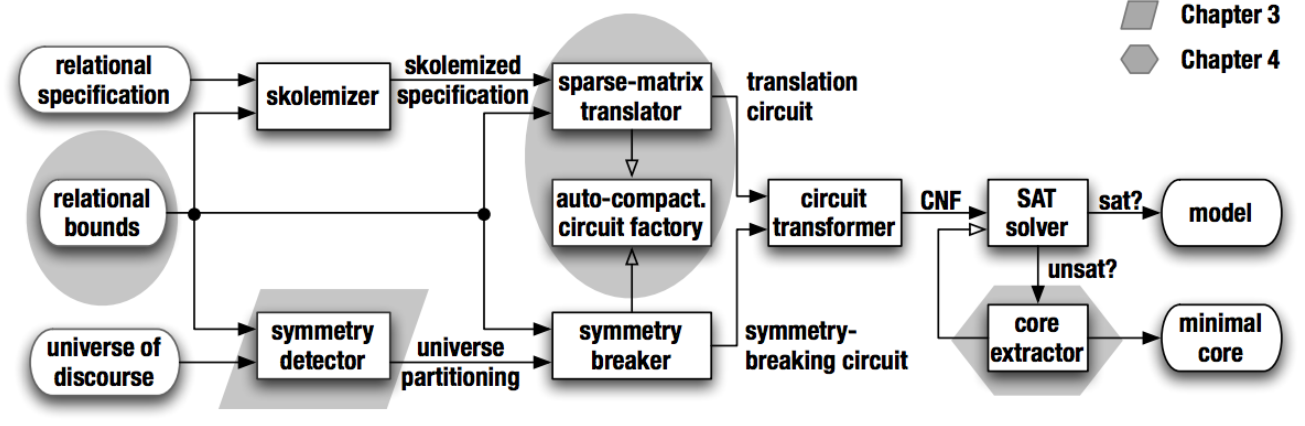 Chapter 3
Chapter 4
relational
specification
skolemizer
skolemized
specification
sparse-matrix
translator
translation
circuit
relational
bounds
auto-compact.
circuit factory
circuit
transformer
CNF
SAT
solver
sat?
model
unsat?
universe of
discourse
symmetry
detector
universe
partitioning
symmetry
breaker
symmetry-
breaking circuit
core
extractor
minimal
core